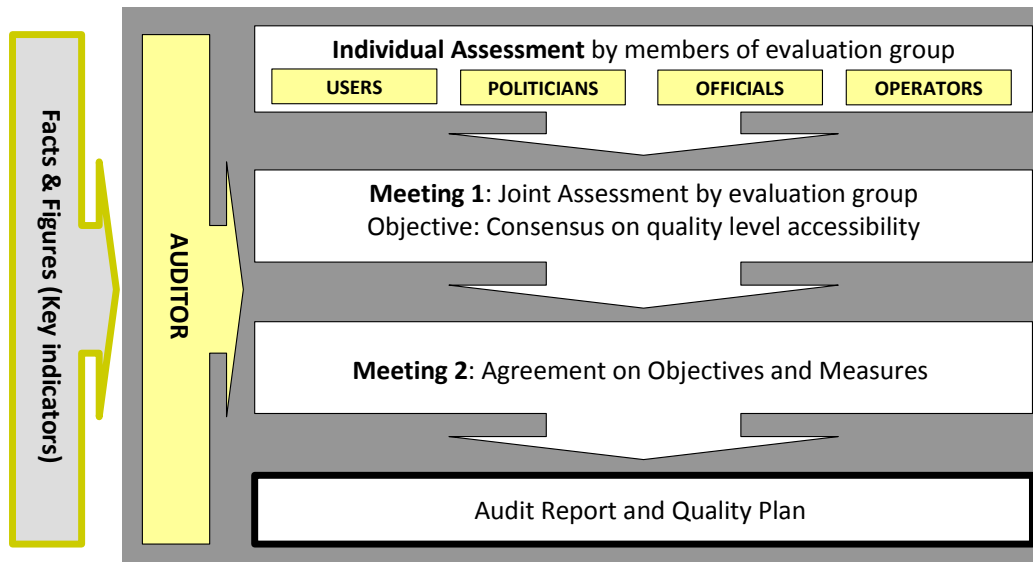 Facts & Figures (Key indicators)
AUDITOR
Individual Assessment by members of evaluation group
USERS
POLITICIANS
OFFICIALS
OPERATORS
Meeting 1: Joint Assessment by evaluation group
Objective: Consensus on quality level accessibility
Meeting 2: Agreement on Objectives and Measures
Audit Report and Quality Plan